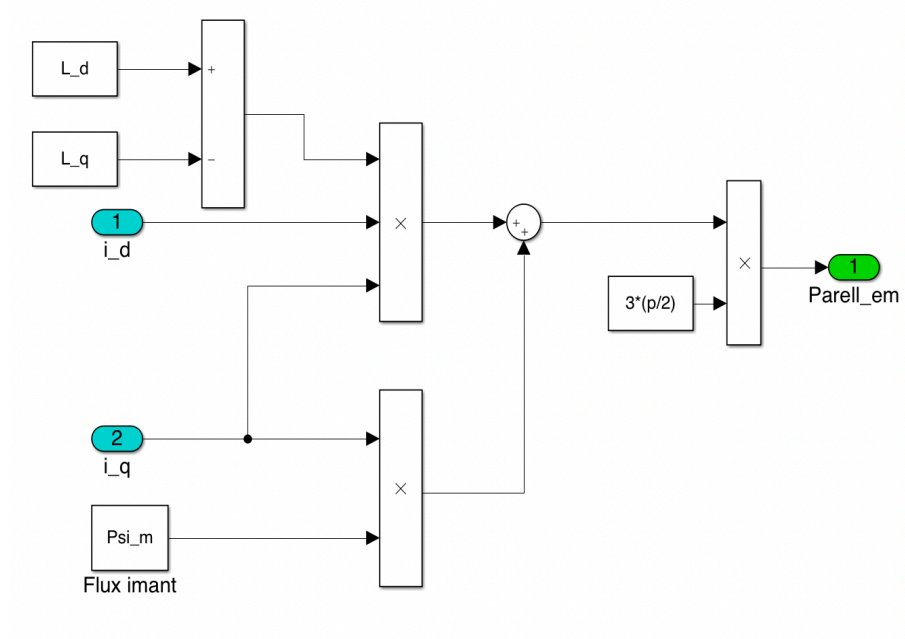 L_d
+
L_q
−
1
i_d
×
+
+
×
1
Parell_em
3*(p/2)
2
i_q
×
Psi_m
Flux imant